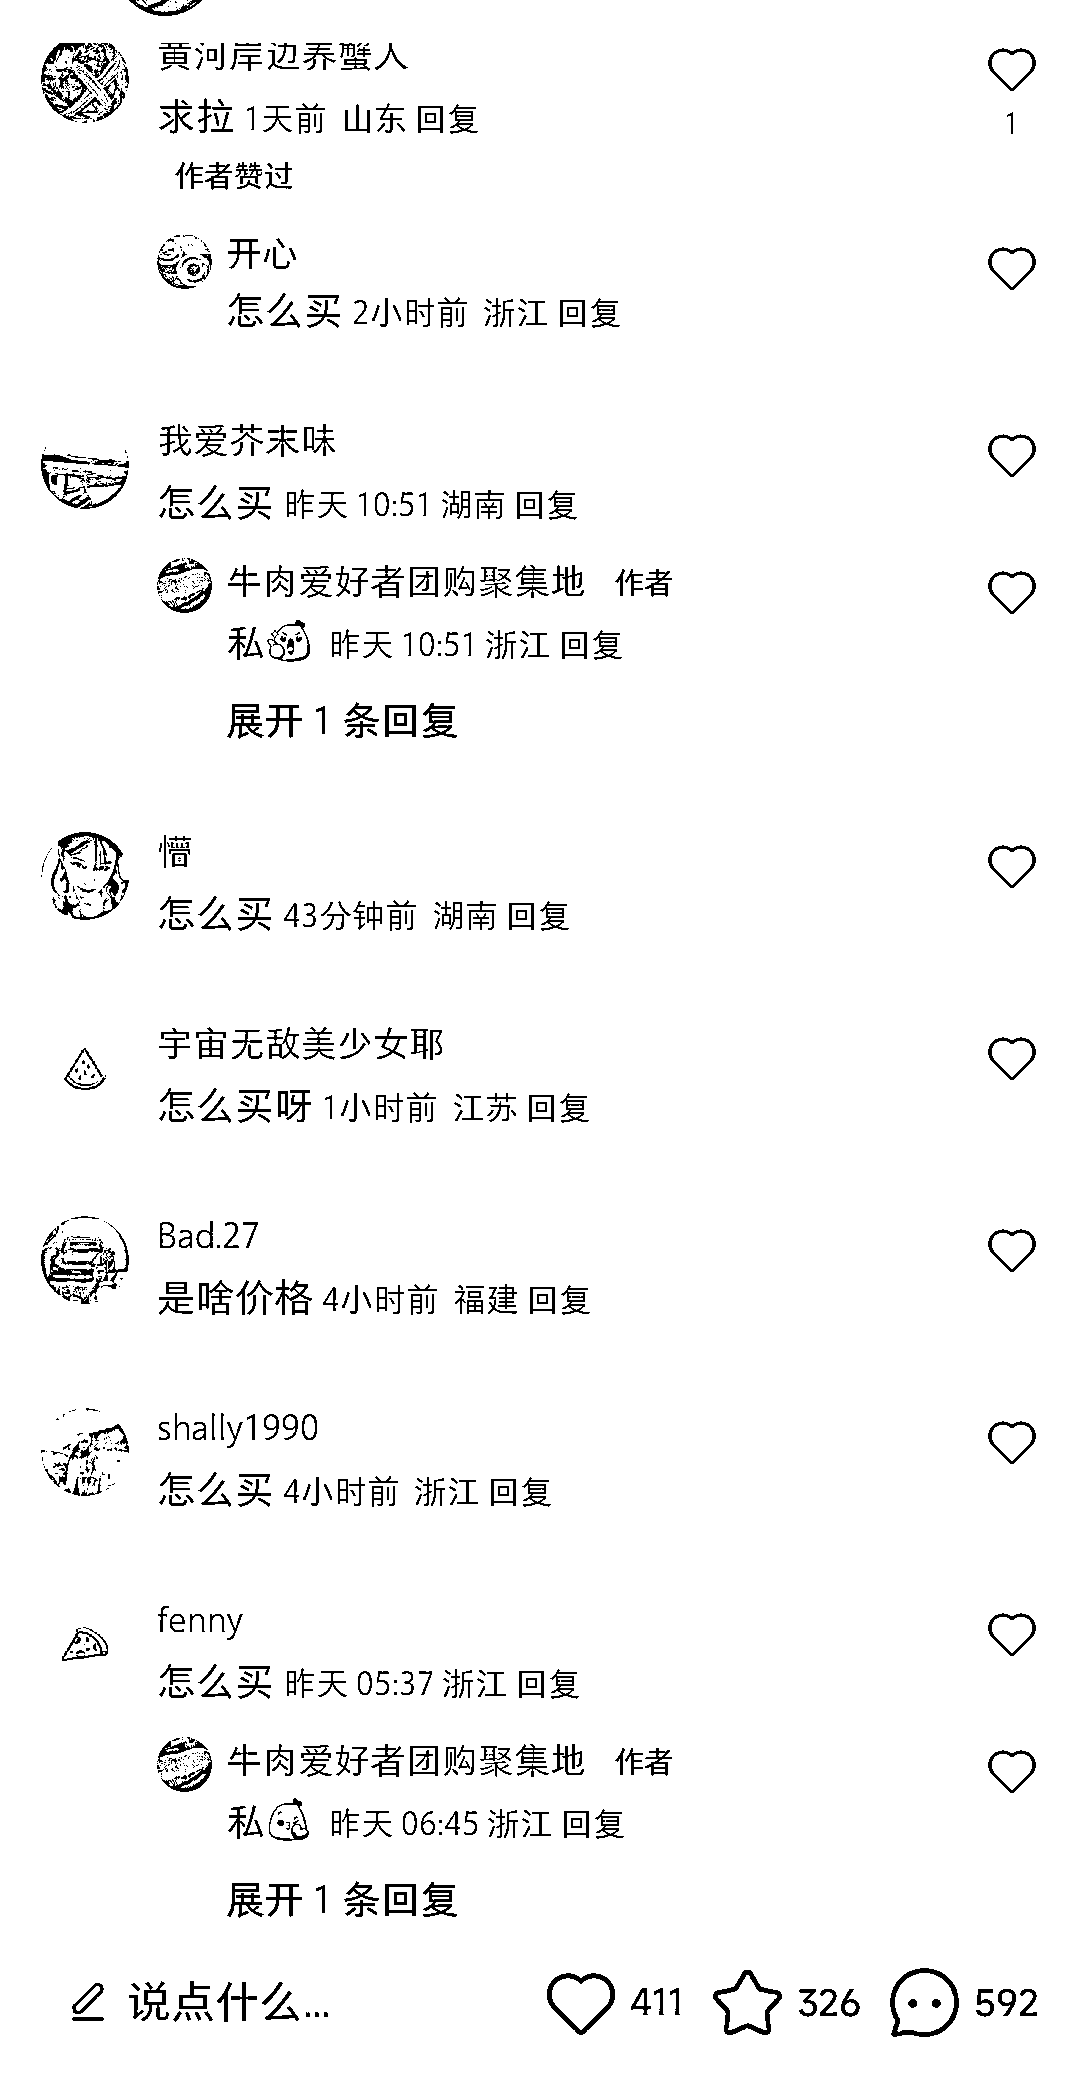 黄河岸边养蟹人
求拉 1天前 山东 回复
1
作者赞过
开心
怎么买 2小时前 浙江 回复
我爱芥末味
怎么买 昨天 10:51 湖南 回复
牛肉爱好者团购聚集地 作者
私 昨天 10:51 浙江 回复
展开 1 条回复
懵
怎么买 43分钟前 湖南 回复
宇宙无敌美少女耶
怎么买呀 1小时前 江苏 回复
Bad.27
是啥价格 4小时前 福建 回复
shally1990
怎么买 4小时前 浙江 回复
fenny
怎么买 昨天 05:37 浙江 回复
牛肉爱好者团购聚集地 作者
私 昨天 06:45 浙江 回复
展开 1 条回复
说点什么... 411 326 592